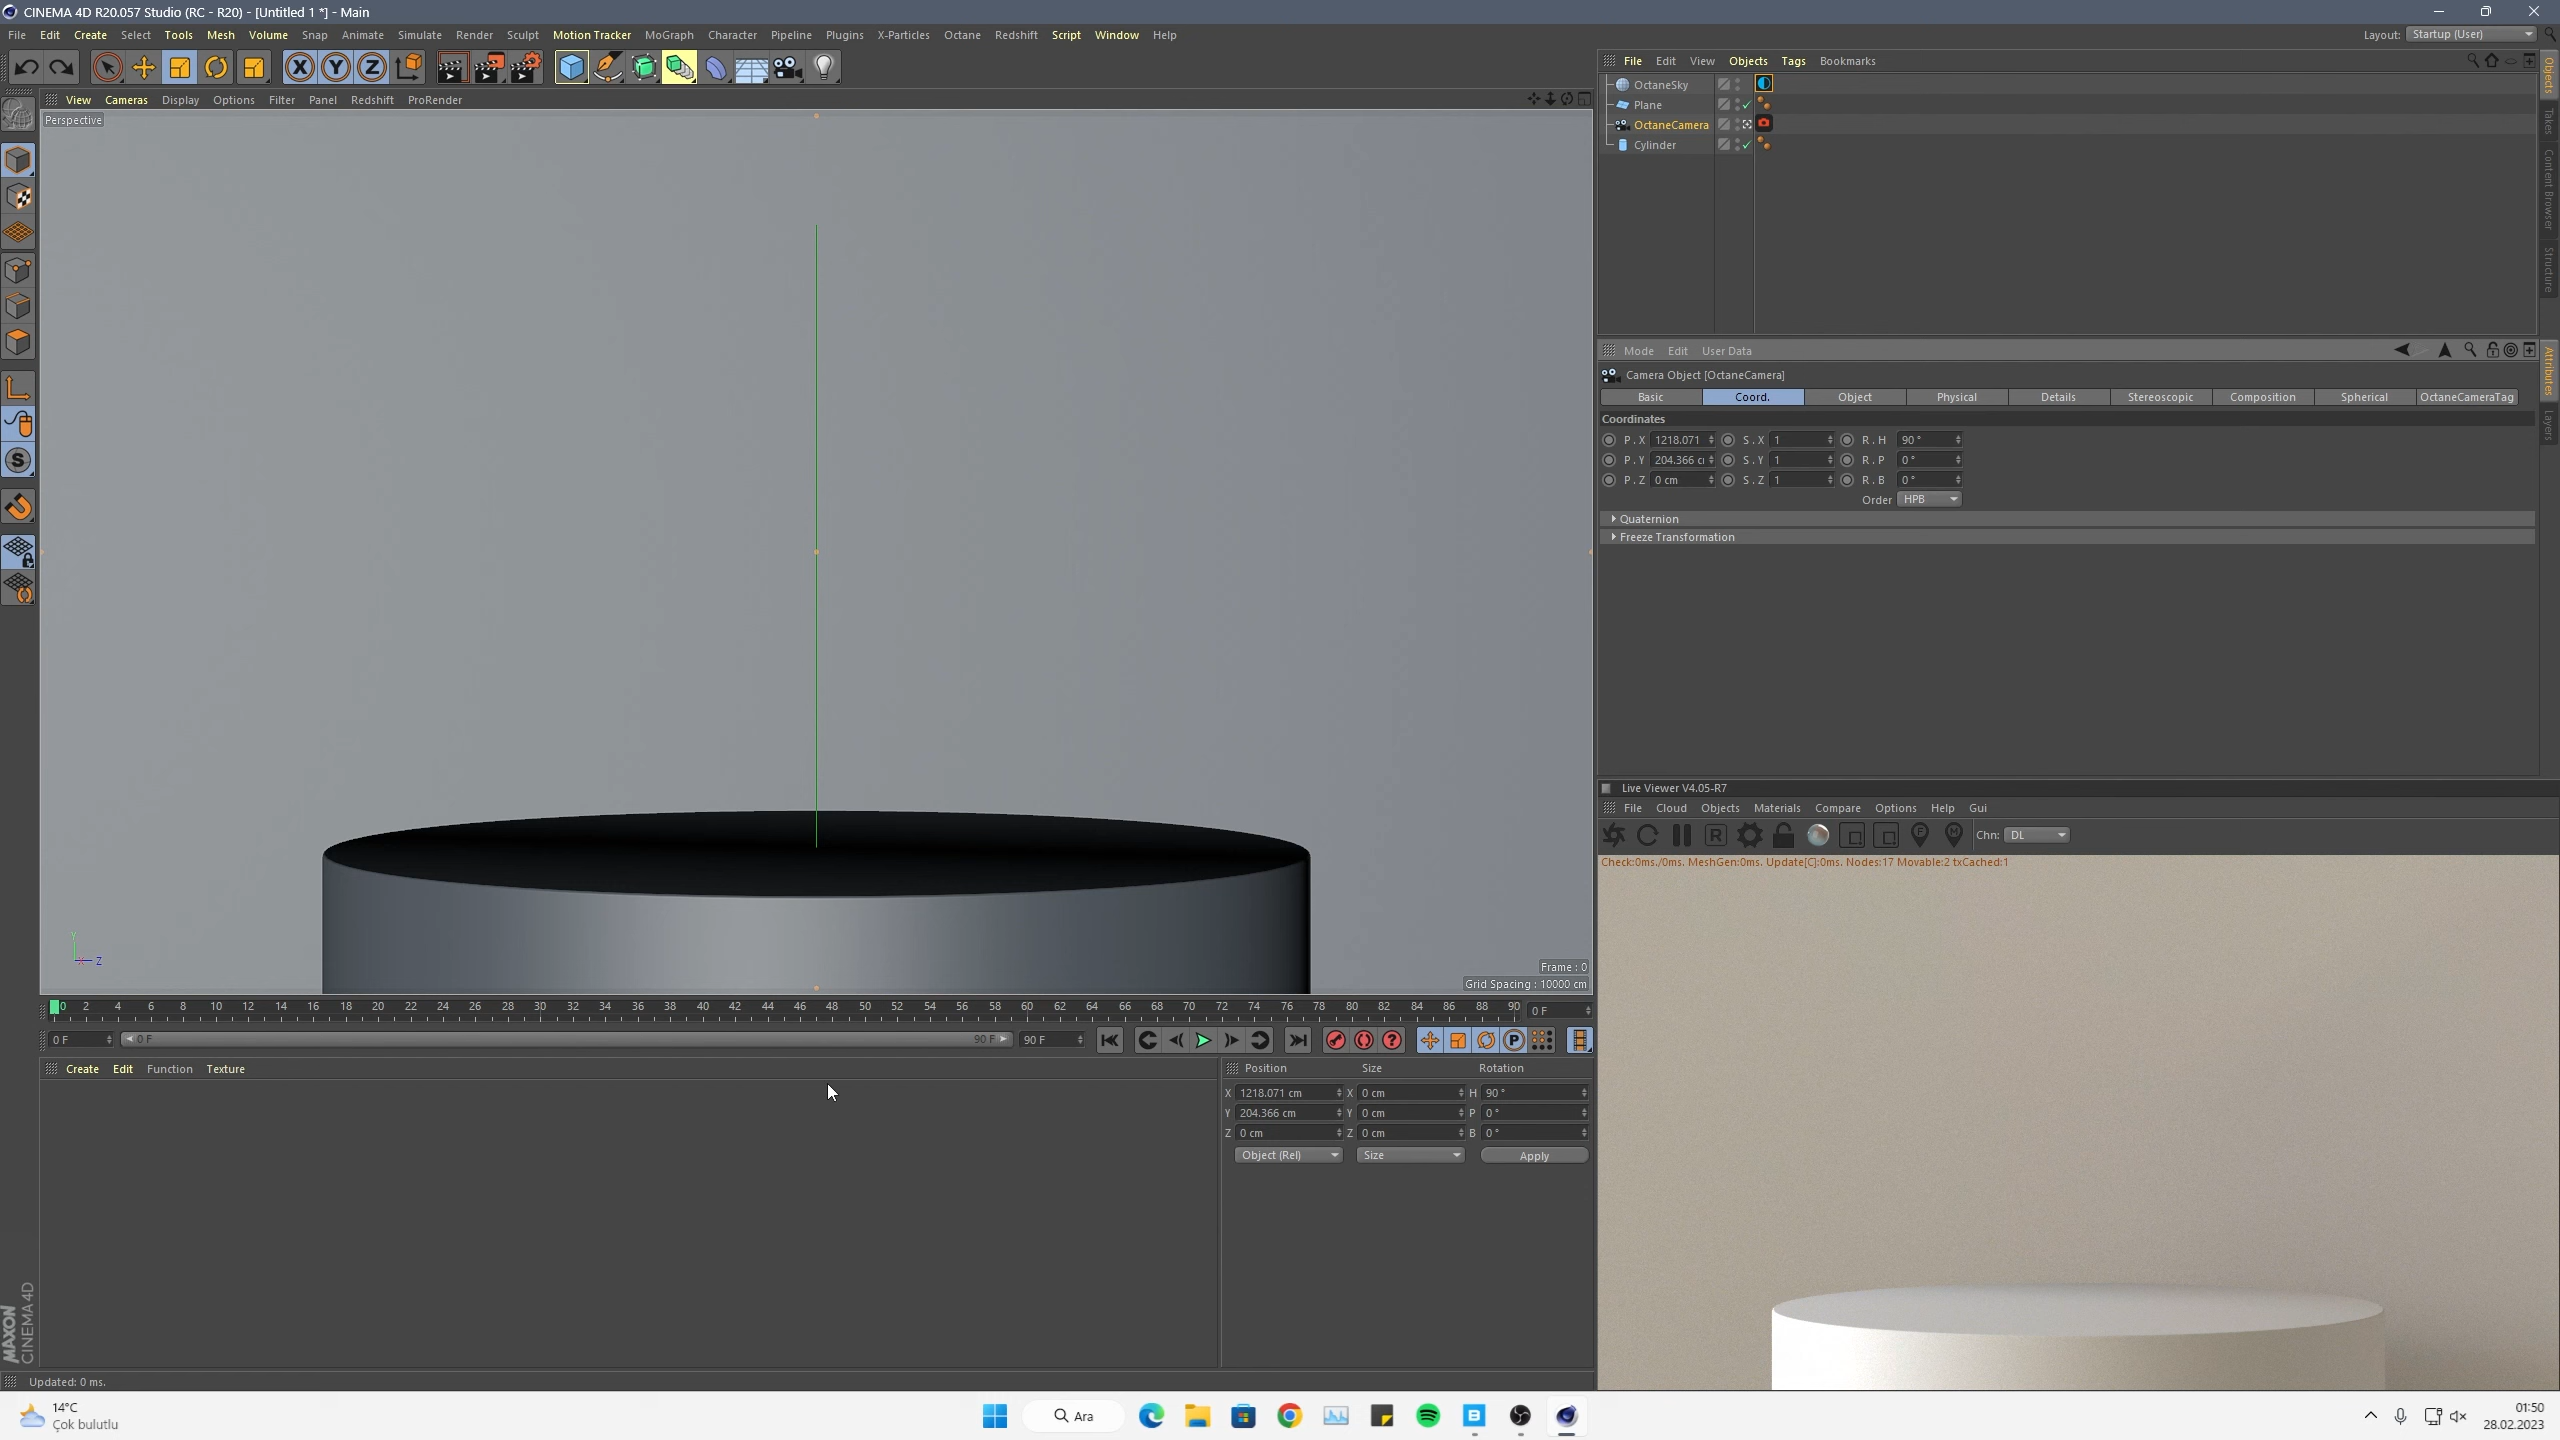 CINEMA 4D R20.057 Studio (RC - R20) - [Untitled 1 *] - Main
File Edit Create Select Tools Mesh Volume Snap Animate Simulate Render Sculpt Motion Tracker MoGraph Character Pipeline Plugins X-Particles Octane Redshift Script Window Help Layout: Startup (User)
View Cameras Display Options Filter Panel Redshift ProRender
Perspective
Y
X Z
Frame : 0
Grid Spacing : 10000 cm
File Edit View Objects Tags Bookmarks
OctaneSky
Plane
OctaneCamera
Cylinder
Objects
Takes
Content Browser
Structure
Mode Edit User Data
Camera Object [OctaneCamera]
Basic Coord. Object Physical Details Stereoscopic Composition Spherical OctaneCameraTag
Coordinates
P . X 1218.071 S . X 1 R . H 90 °
P . Y 204.366 c S . Y 1 R . P 0 °
P . Z 0 cm S . Z 1 R . B 0 °
Order HPB
Quaternion
Freeze Transformation
Attributes
Layers
Live Viewer V4.05-R7
File Cloud Objects Materials Compare Options Help Gui
Chn: DL
Check:0ms./0ms. MeshGen:0ms. Update[C]:0ms. Nodes:17 Movable:2 txCached:1
0 2 4 6 8 10 12 14 16 18 20 22 24 26 28 30 32 34 36 38 40 42 44 46 48 50 52 54 56 58 60 62 64 66 68 70 72 74 76 78 80 82 84 86 88 90 0 F
0 F 0 F 90 F 90 F
Create Edit Function Texture
Position Size Rotation
X 1218.071 cm X 0 cm H 90 °
Y 204.366 cm Y 0 cm P 0 °
Z 0 cm Z 0 cm B 0 °
Object (Rel) Size Apply
MAXON
CINEMA 4D
Updated: 0 ms.
14°C
Çok bulutlu
Ara
01:50
28.02.2023